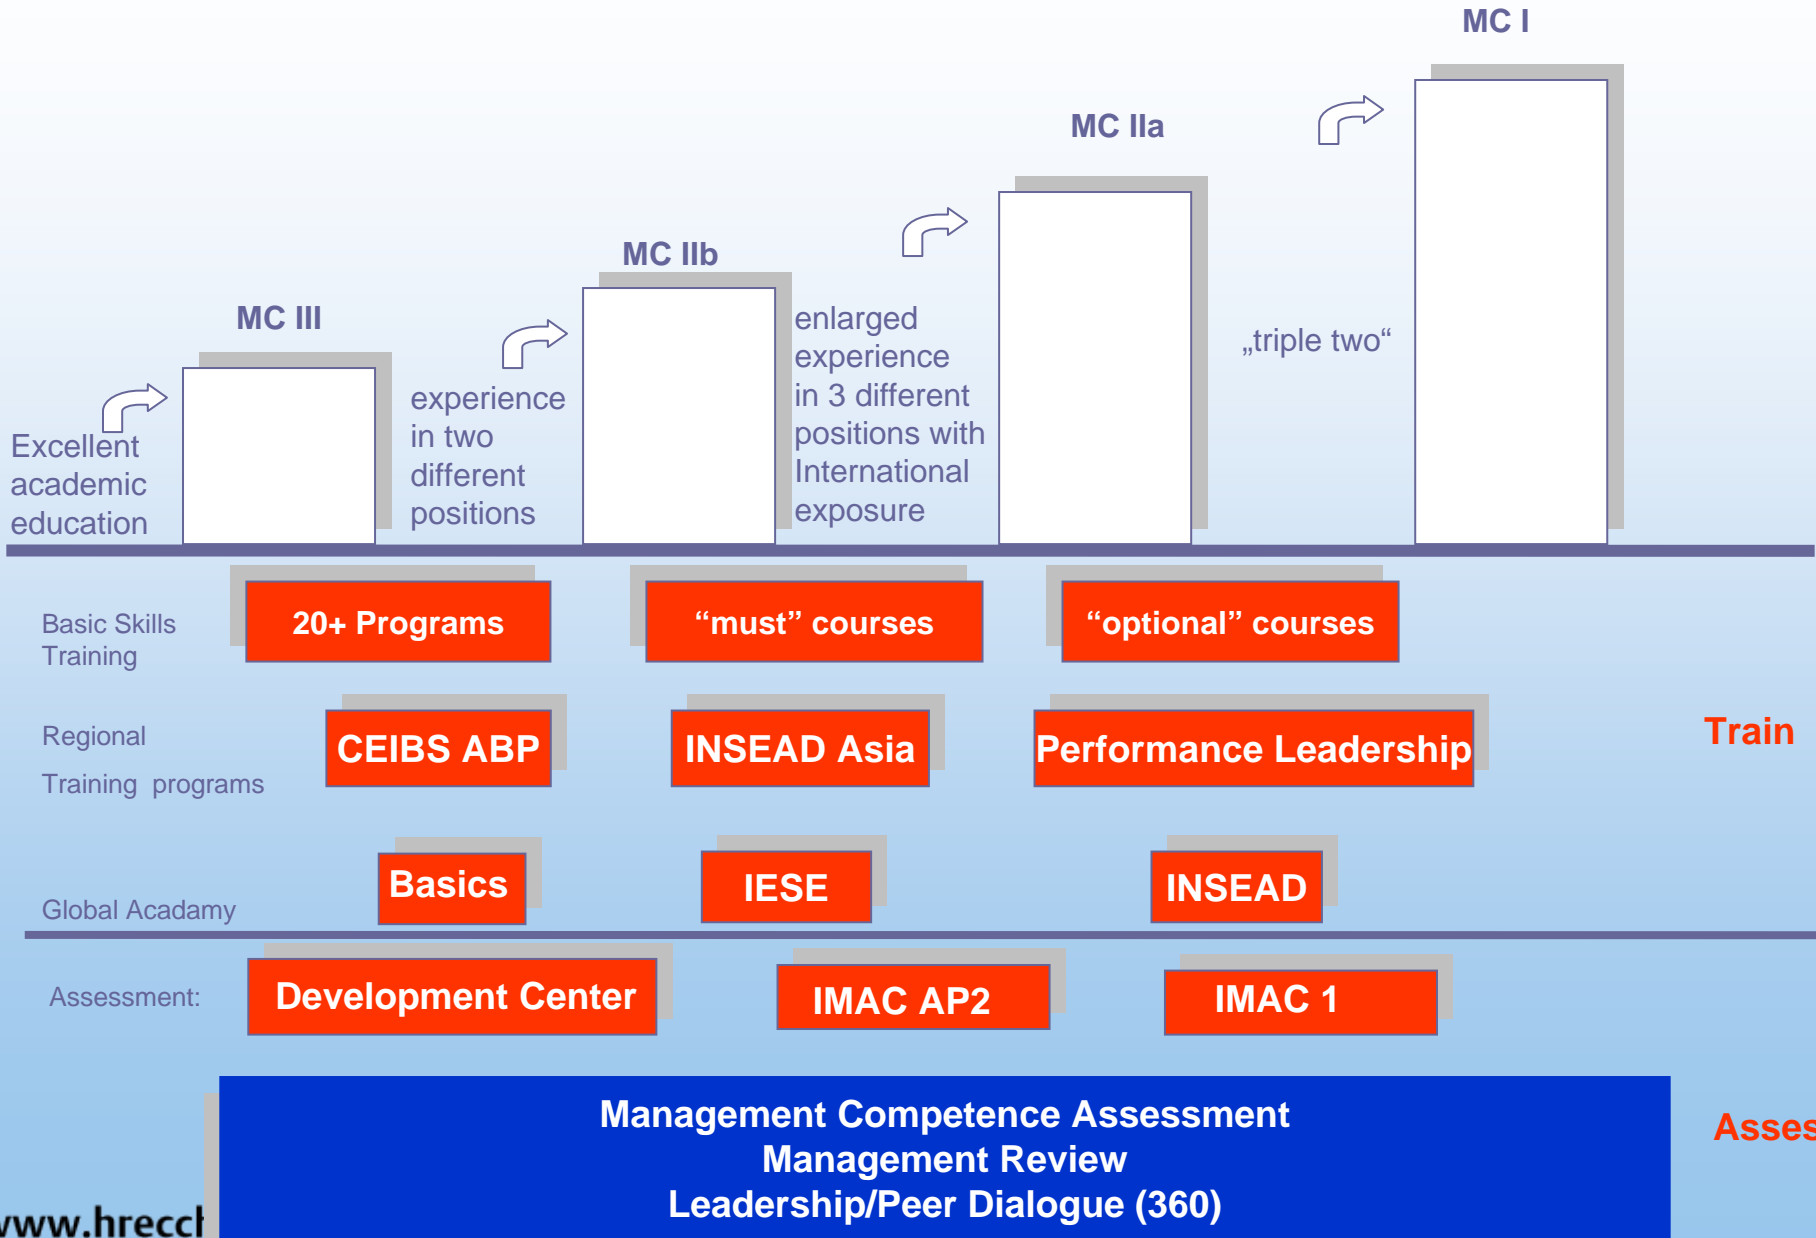 MC I
MC IIa
MC IIb
MC III
Excellent
academic
education
experience
in two
different
positions
enlarged
experience
in 3 different
positions with
International
exposure
„triple two“
Basic Skills
Training
20+ Programs
“must” courses
“optional” courses
Regional
Training programs
CEIBS ABP
INSEAD Asia
Performance Leadership
Train
Global Acadamy
Basics
IESE
INSEAD
Assessment:
Development Center
IMAC AP2
IMAC 1
Management Competence Assessment
Management Review
Leadership/Peer Dialogue (360)
Asses
www.hrecch